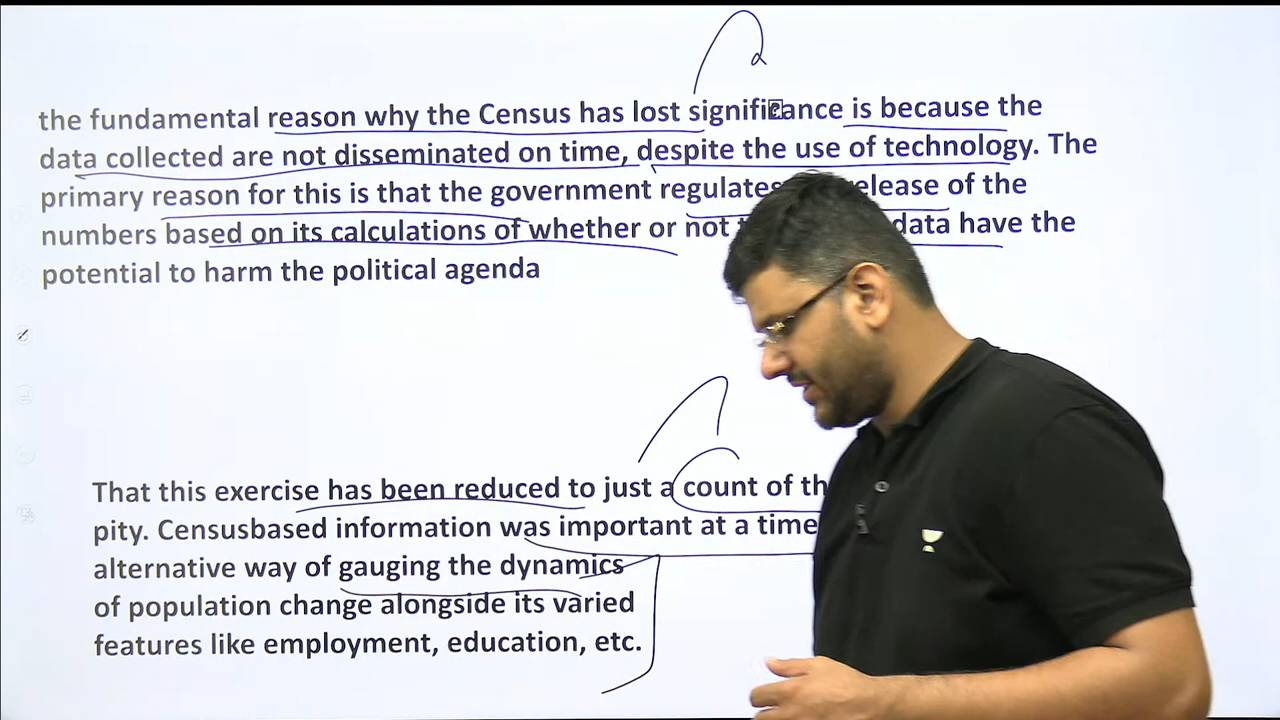 the fundamental reason why the Census has lost significance is because the
data collected are not disseminated on time, despite the use of technology. The
primary reason for this is that the government regulates release of the
numbers based on its calculations of whether or not data have the
potential to harm the political agenda
That this exercise has been reduced to just a count of
pity. Censusbased information was important at a time
alternative way of gauging the dynamics
of population change alongside its varied
features like employment, education, etc.